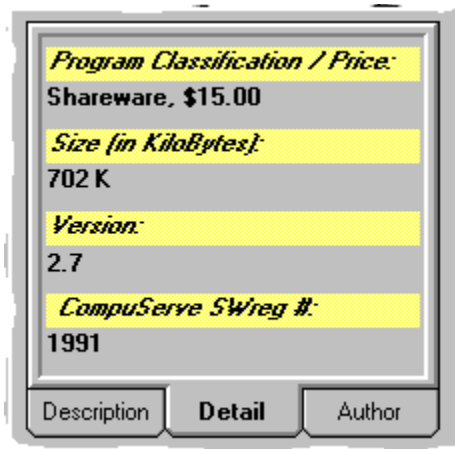 Program Classification / Price:
Shareware, $15.00
Size (in KiloBytes):
702 K
Version:
2.7
CompuServe SWreg #:
1991
Description Detail Author